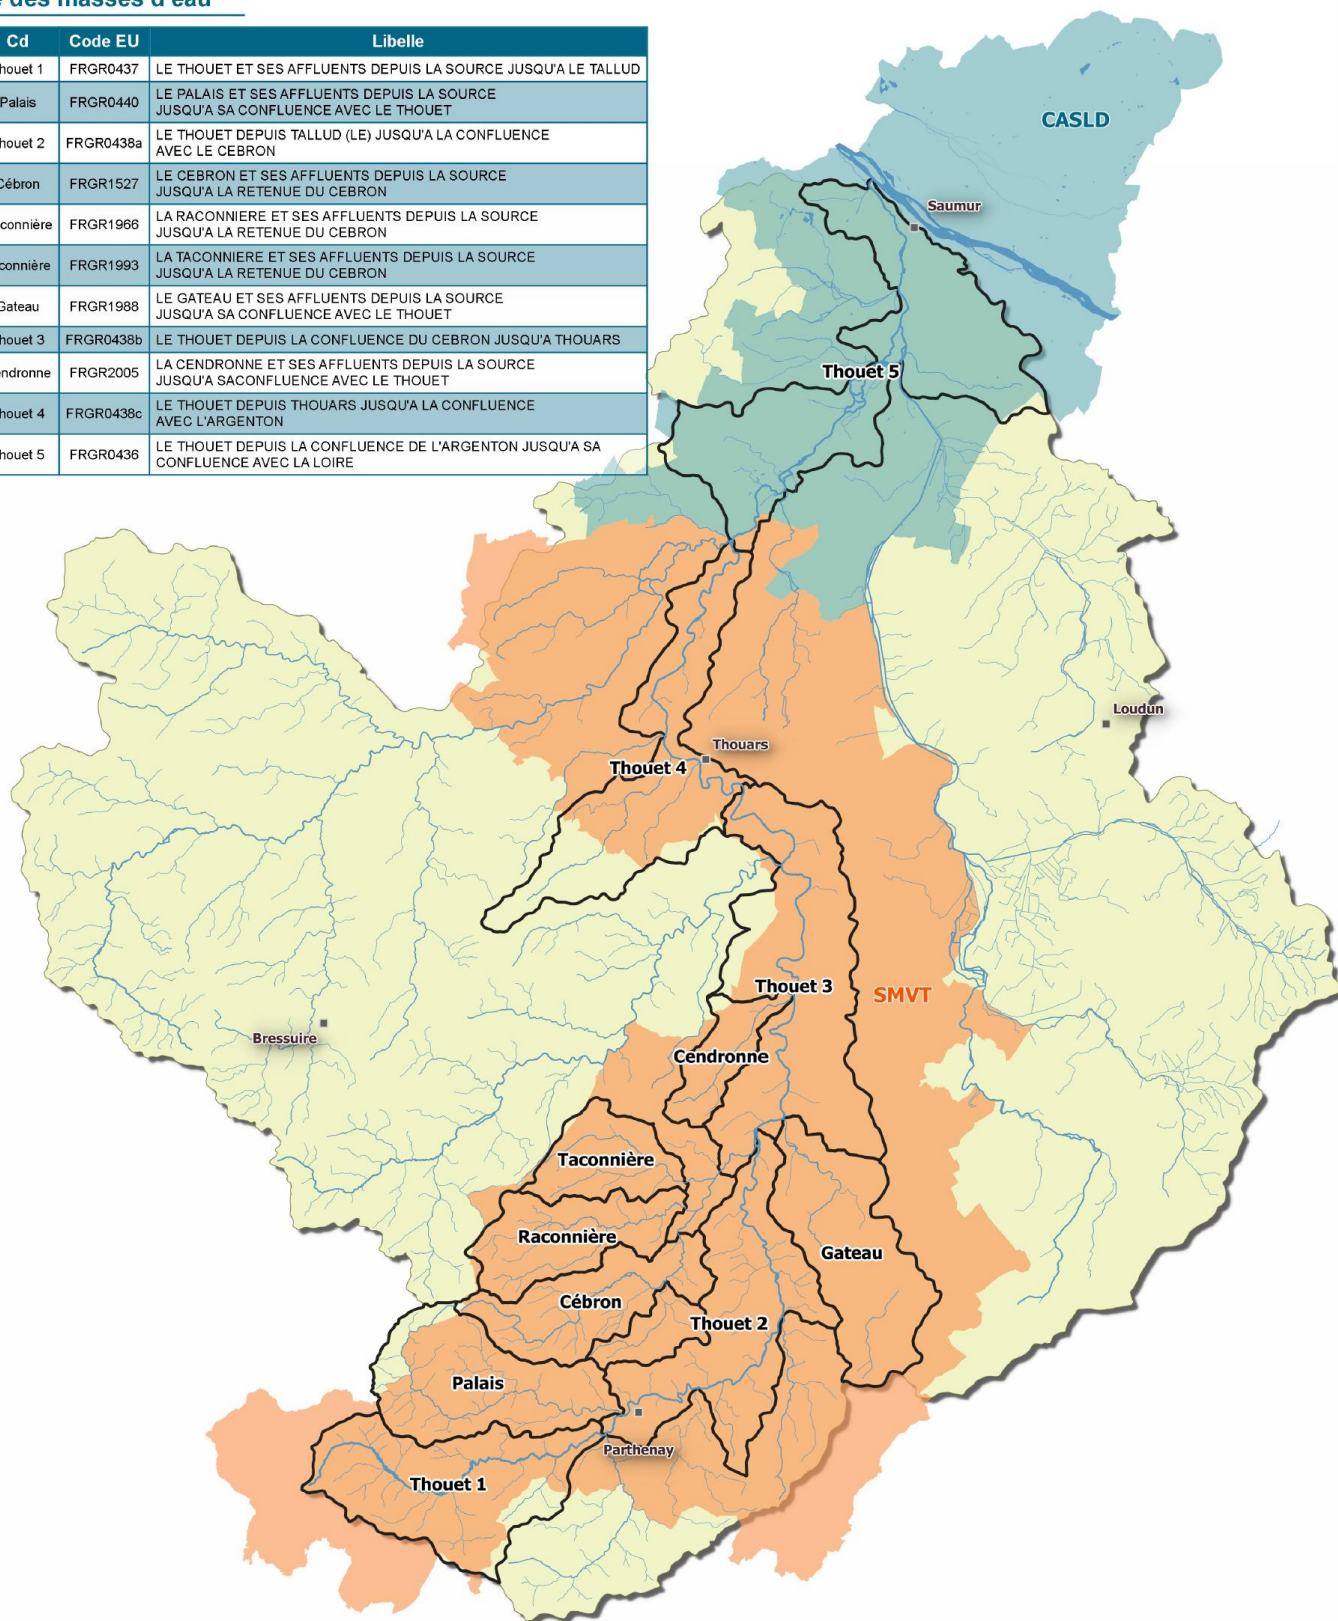 des masses d'eau
Cd Code EU Libelle
houet 1 FRGR0437 LE THOUET ET SES AFFLUENTS DEPUIS LA SOURCE JUSQU'A LE TALLUD
Palais FRGR0440 LE PALAIS ET SES AFFLUENTS DEPUIS LA SOURCE
JUSQU'A SA CONFLUENCE AVEC LE THOUET
houet 2 FRGR0438a LE THOUET DEPUIS TALLUD (LE) JUSQU'A LA CONFLUENCE
AVEC LE CEBRON
Cébron FRGR1527 LE CEBRON ET SES AFFLUENTS DEPUIS LA SOURCE
JUSQU'A LA RETENUE DU CEBRON
connière FRGR1966 LA RACONNIERE ET SES AFFLUENTS DEPUIS LA SOURCE
JUSQU'A LA RETENUE DU CEBRON
connière FRGR1993 LA TACONNIERE ET SES AFFLUENTS DEPUIS LA SOURCE
JUSQU'A LA RETENUE DU CEBRON
Gateau FRGR1988 LE GATEAU ET SES AFFLUENTS DEPUIS LA SOURCE
JUSQU'A SA CONFLUENCE AVEC LE THOUET
houet 3 FRGR0438b LE THOUET DEPUIS LA CONFLUENCE DU CEBRON JUSQU'A THOUARS
endronne FRGR2005 LA CENDRONNE ET SES AFFLUENTS DEPUIS LA SOURCE
JUSQU'A SACONFLUENCE AVEC LE THOUET
houet 4 FRGR0438c LE THOUET DEPUIS THOUARS JUSQU'A LA CONFLUENCE
AVEC L'ARGENTON
houet 5 FRGR0436 LE THOUET DEPUIS LA CONFLUENCE DE L'ARGENTON JUSQU'A SA
CONFLUENCE AVEC LA LOIRE
CASLD
Saumur
Thouet 5
Loudun
Thouars
Thouet 4
Thouet 3
SMVT
Bressuire
Cendronne
Taconnière
Raconnière
Gateau
Cébron
Thouet 2
Palais
Parthenay
Thouet 1